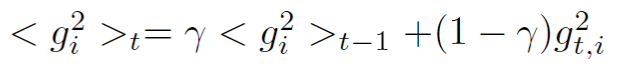 < g_i^2 >_t = γ < g_i^2 >_{t−1} +(1 − γ)g_{t,i}^2